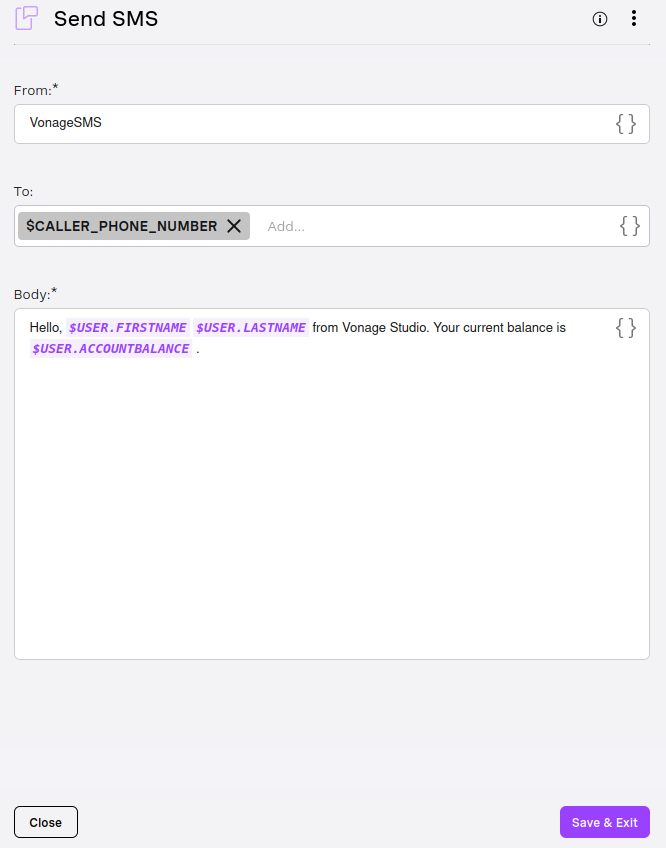 Send SMS
From:*
VonageSMS
{ }
To:
$CALLER_PHONE_NUMBER
Add...
{ }
Body:*
Hello, $USER.FIRSTNAME $USER.LASTNAME from Vonage Studio. Your current balance is
{ }
$USER.ACCOUNTBALANCE .
Close
Save & Exit